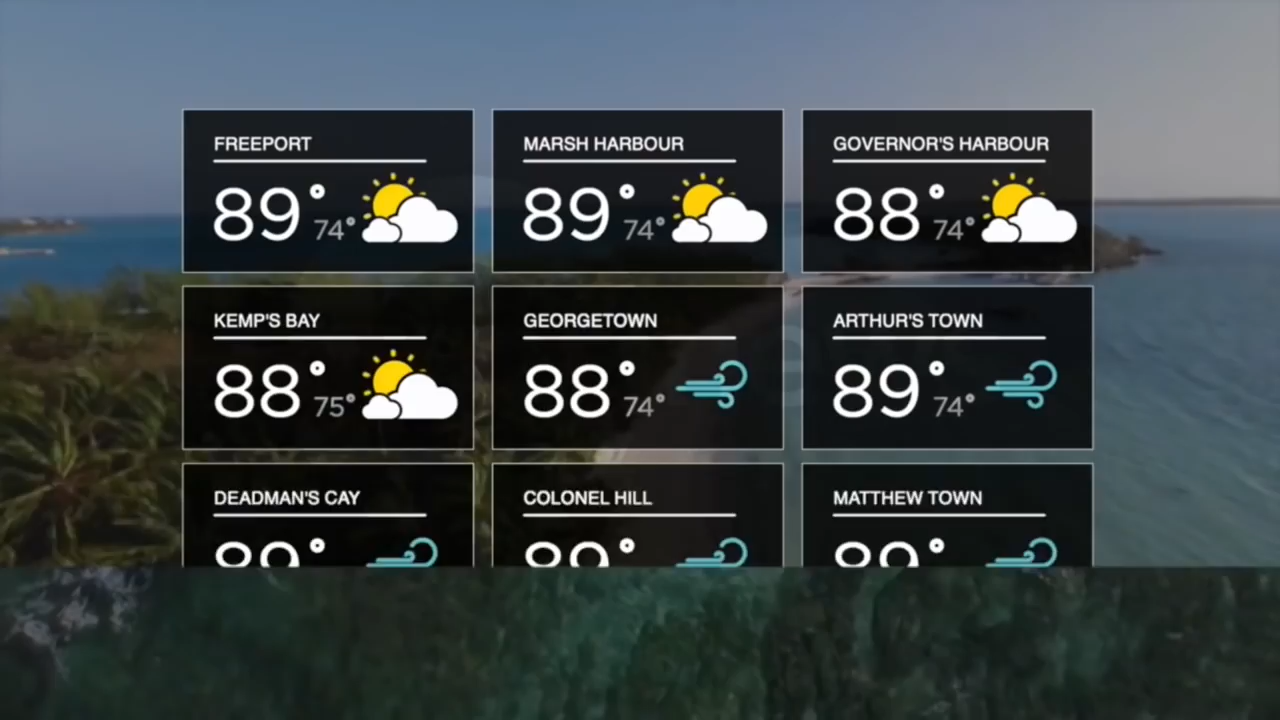 FREEPORT
89° 74°
MARSH HARBOUR
89° 74°
GOVERNOR'S HARBOUR
88° 74°
KEMP'S BAY
88° 75°
GEORGETOWN
88° 74°
ARTHUR'S TOWN
89° 74°
DEADMAN'S CAY
COLONEL HILL
MATTHEW TOWN